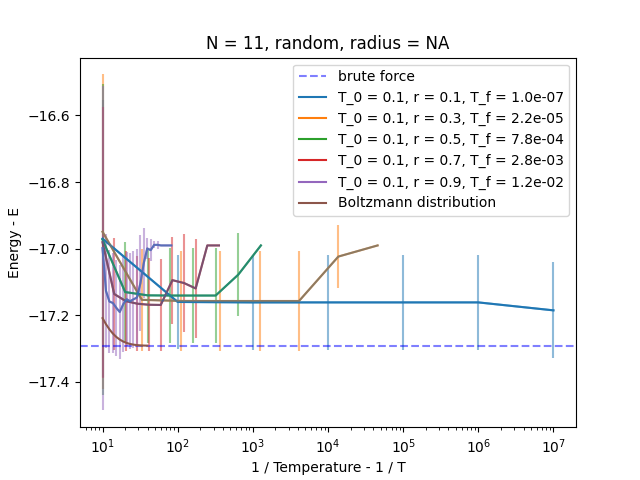 N = 11, random, radius = NA
brute force
T_0 = 0.1, r = 0.1, T_f = 1.0e-07
T_0 = 0.1, r = 0.3, T_f = 2.2e-05
T_0 = 0.1, r = 0.5, T_f = 7.8e-04
T_0 = 0.1, r = 0.7, T_f = 2.8e-03
T_0 = 0.1, r = 0.9, T_f = 1.2e-02
Boltzmann distribution
Energy - E
−16.6
−16.8
−17.0
−17.2
−17.4
10¹ 10² 10³ 10⁴ 10⁵ 10⁶ 10⁷
1 / Temperature - 1 / T